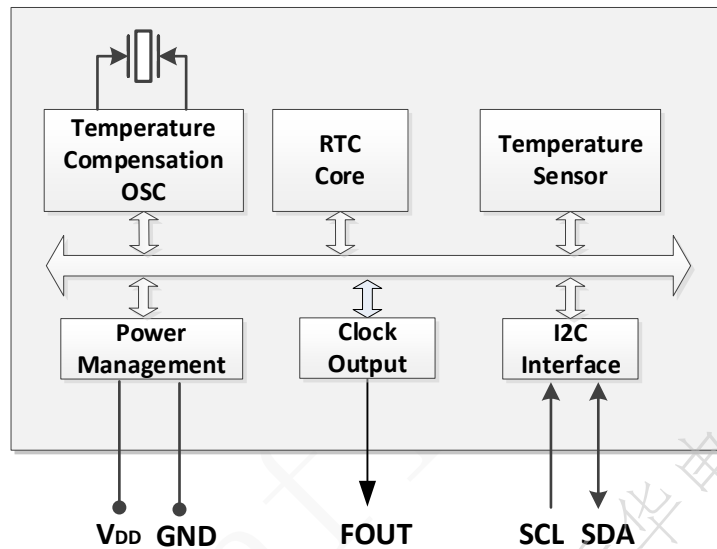 Temperature
Compensation
OSC
RTC
Core
Temperature
Sensor
Power
Management
Clock
Output
I2C
Interface
VDD GND FOUT SCL SDA